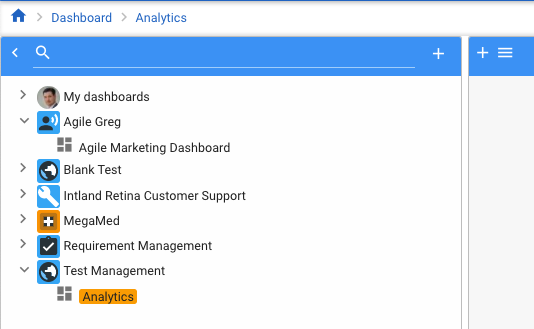 Dashboard Analytics
My dashboards
Agile Greg
Agile Marketing Dashboard
Blank Test
Intland Retina Customer Support
MegaMed
Requirement Management
Test Management
Analytics